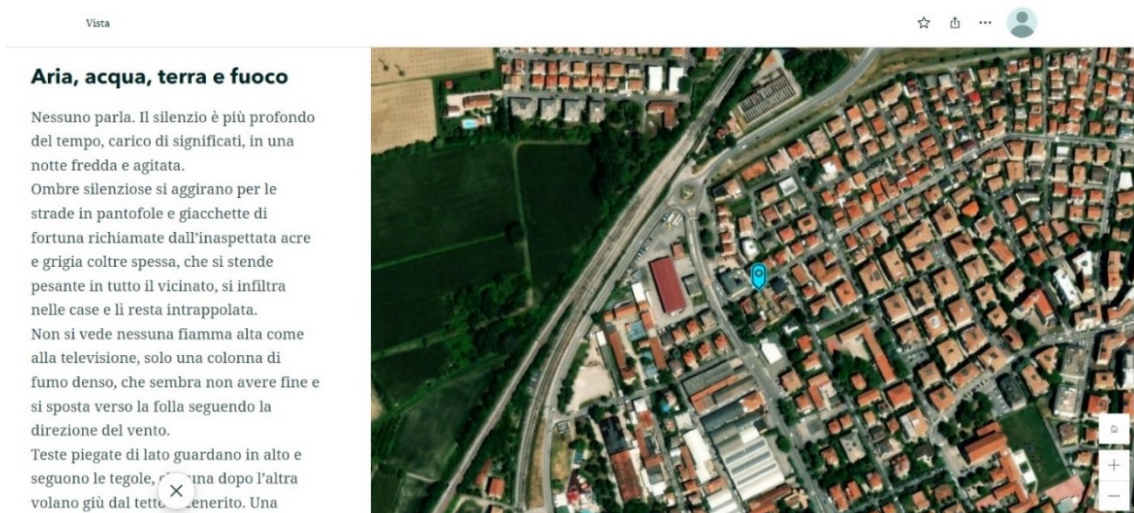 Vista
Aria, acqua, terra e fuoco
Nessuno parla. Il silenzio è più profondo
del tempo, carico di significati, in una
notte fredda e agitata.
Ombre silenziose si aggirano per le
strade in pantofole e giacchette di
fortuna richiamate dall’inaspettata acre
e grigia coltre spessa, che si stende
pesante in tutto il vicinato, si infiltra
nelle case e lì resta intrappolata.
Non si vede nessuna fiamma alta come
alla televisione, solo una colonna di
fumo denso, che sembra non avere fine e
si sposta verso la folla seguendo la
direzione del vento.
Teste piegate di lato guardano in alto e
seguono le tegole, una dopo l’altra
volano giù dal tetto Una